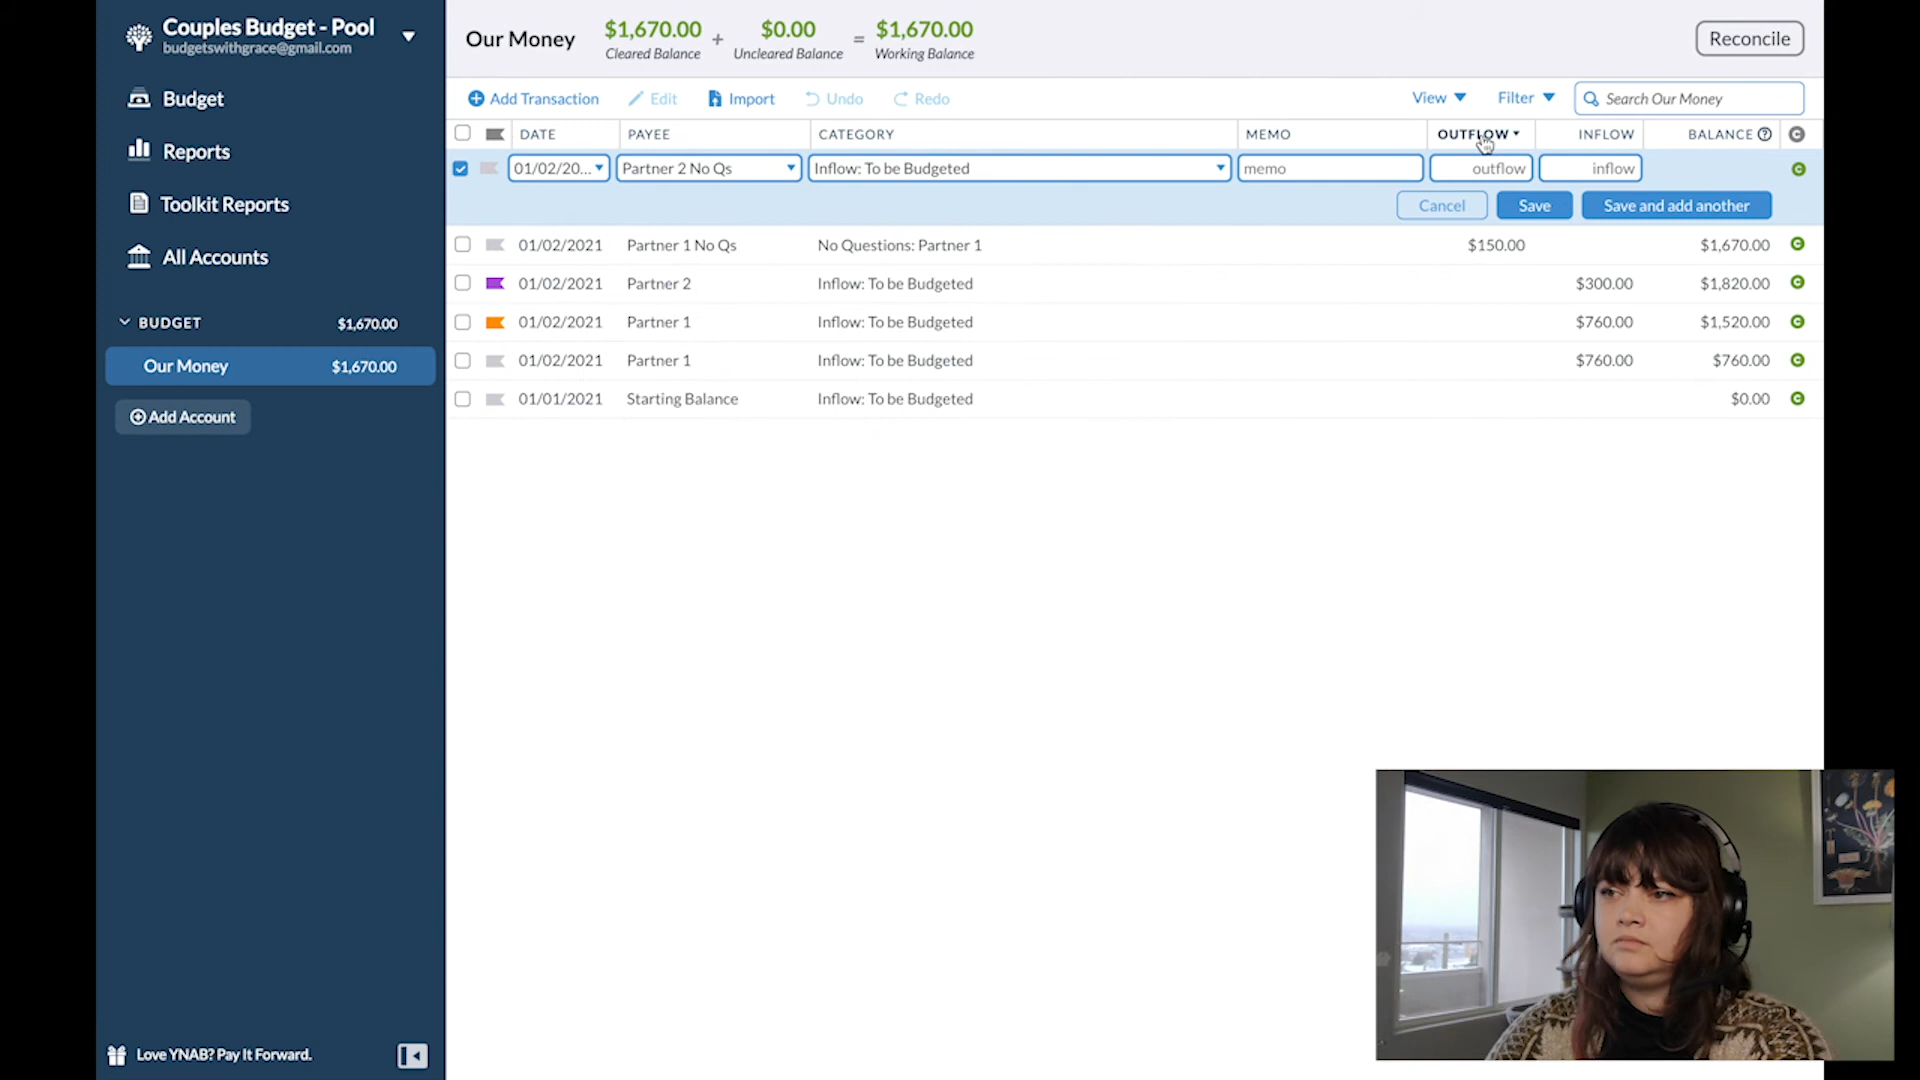 Couples Budget - Pool
budgetswithgrace@gmail.com
Budget
Reports
Toolkit Reports
All Accounts
BUDGET $1,670.00
Our Money $1,670.00
Add Account
Love YNAB? Pay It Forward.
Our Money
$1,670.00 + $0.00 = $1,670.00
Cleared Balance Uncleared Balance Working Balance
Reconcile
Add Transaction Edit Import Undo Redo View Filter Search Our Money
DATE PAYEE CATEGORY MEMO OUTFLOW INFLOW BALANCE ? C
01/02/20... Partner 2 No Qs Inflow: To be Budgeted memo outflow inflow C
Cancel Save Save and add another
01/02/2021 Partner 1 No Qs No Questions: Partner 1 $150.00 $1,670.00 C
01/02/2021 Partner 2 Inflow: To be Budgeted $300.00 $1,820.00 C
01/02/2021 Partner 1 Inflow: To be Budgeted $760.00 $1,520.00 C
01/02/2021 Partner 1 Inflow: To be Budgeted $760.00 $760.00 C
01/01/2021 Starting Balance Inflow: To be Budgeted $0.00 C